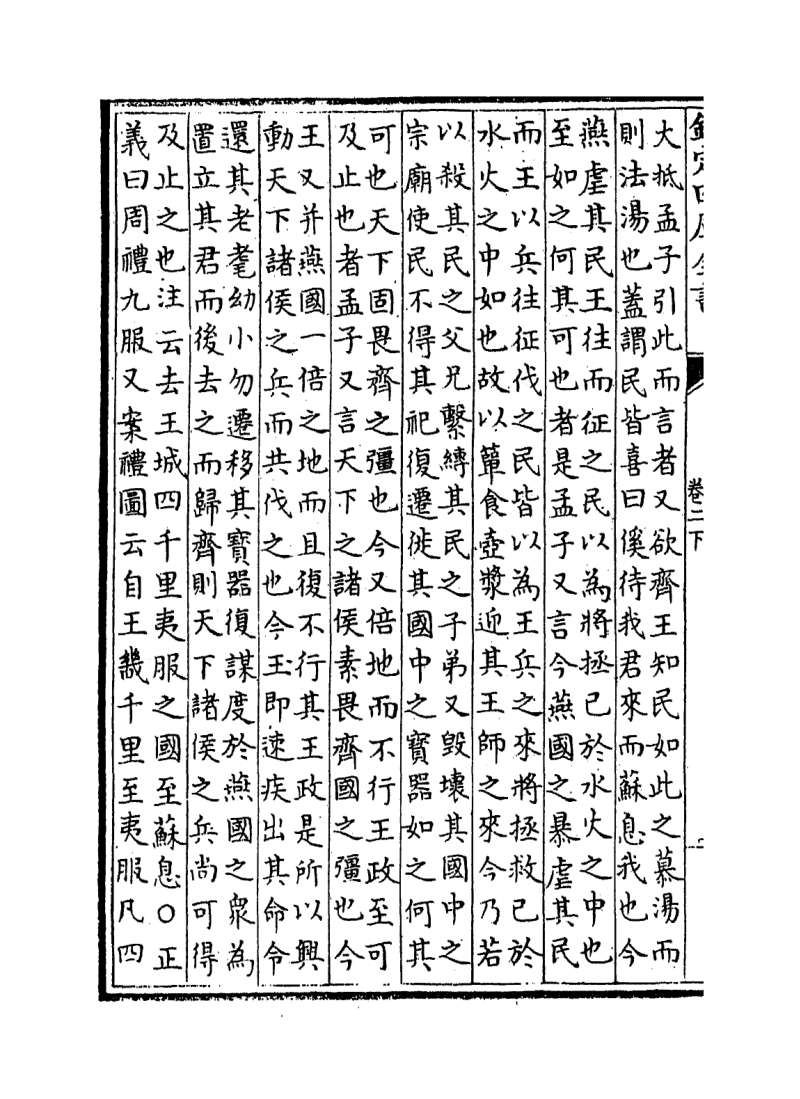 欽定四庫全書
卷二下
大抵孟子引此而言者又欲齊王知民如此之慕湯而
則法湯也蓋謂民皆喜曰徯待我君來而蘇息我也今
燕虐其民王往而征之民以為將拯已於水火之中也
至如之何其可也者是孟子又言今燕國之暴虐其民
而王以兵往征伐之民皆以為王兵之來將拯救已於
水火之中如也故以簞食壺漿迎其王師之來今乃若
以殺其民之父兄繫縛其民之子弟又毀壞其國中之
宗廟使民不得其祀復遷徙其國中之寶器如之何其
可也天下固畏齊之彊也今又倍地而不行王政至可
及止也者孟子又言天下之諸侯素畏齊國之彊也今
王又并燕國一倍之地而且復不行其王政是所以興
動天下諸侯之兵而共伐之也今王即速疾出其命令
還其老耄幼小勿遷移其寶器復謀度於燕國之衆為
置立其君而後去之而歸齊則天下諸侯之兵尚可得
及止之也注云去王城四千里夷服之國至蘇息○正
義曰周禮九服又案禮圖云自王畿千里至夷服凡四